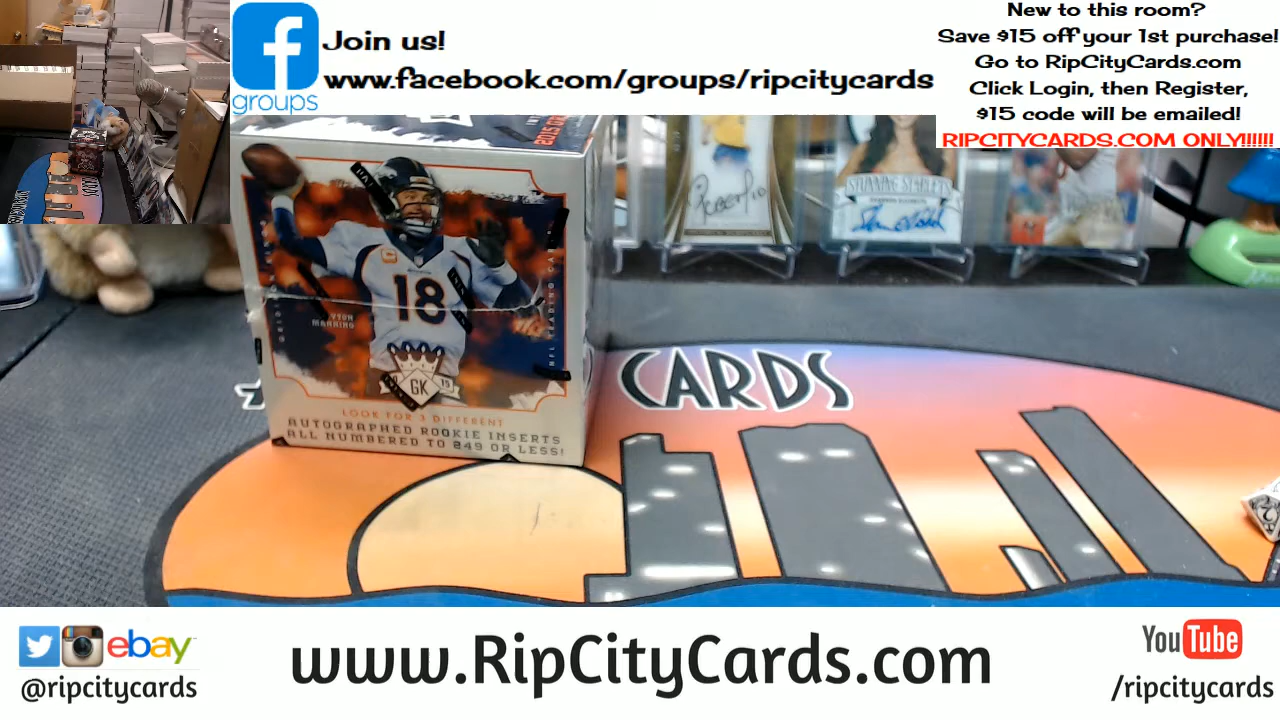 groups
Join us!
www.facebook.com/groups/ripcitycards
New to this room?
Save $15 off your 1st purchase!
Go to RipCityCards.com
Click Login, then Register,
$15 code will be emailed!
RIPCITYCARDS.COM ONLY!!!!!!
18
MANNING
GK
15
LOOK FOR 3 DIFFERENT
AUTOGRAPHED ROOKIE INSERTS
ALL NUMBERED TO 249 OR LESS!
CARDS
ebay
@ripcitycards
www.RipCityCards.com
YouTube
/ripcitycards